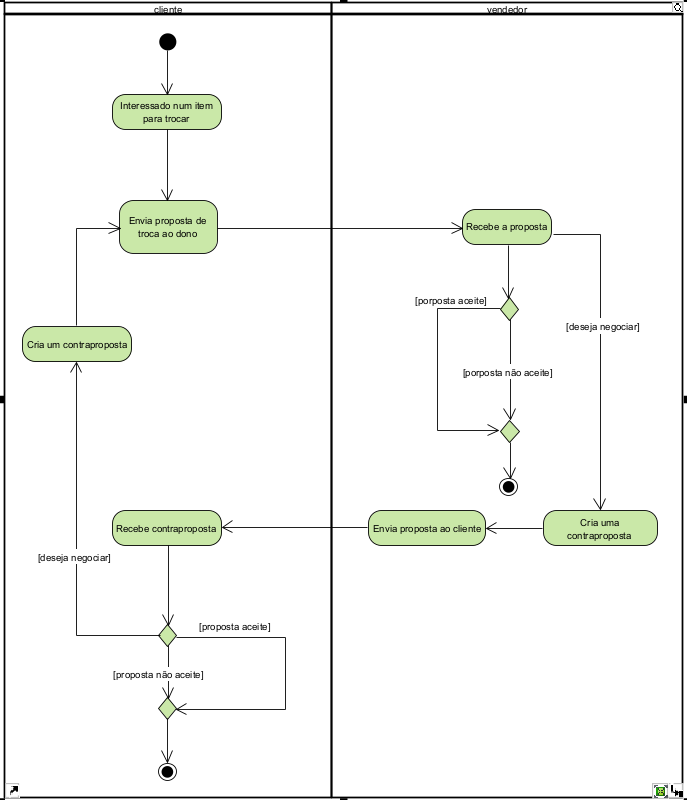 cliente
vendedor
Interessado num item
para trocar
Envia proposta de
troca ao dono
Recebe a proposta
[porposta aceite]
[deseja negociar]
Cria um contraproposta
[porposta não aceite]
Recebe contraproposta
Envia proposta ao cliente
Cria uma
contraproposta
[deseja negociar]
[proposta aceite]
[proposta não aceite]